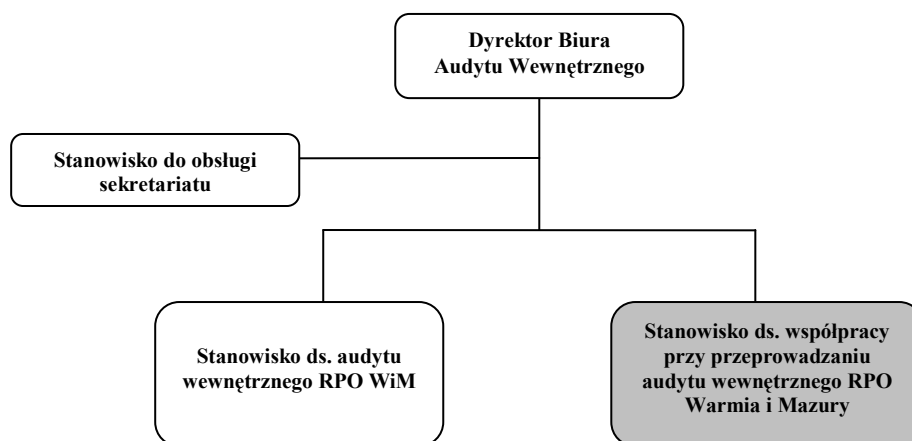 Dyrektor Biura
Audytu Wewnętrznego
Stanowisko do obsługi
sekretariatu
Stanowisko ds. audytu
wewnętrznego RPO WiM
Stanowisko ds. współpracy
przy przeprowadzaniu
audytu wewnętrznego RPO
Warmia i Mazury